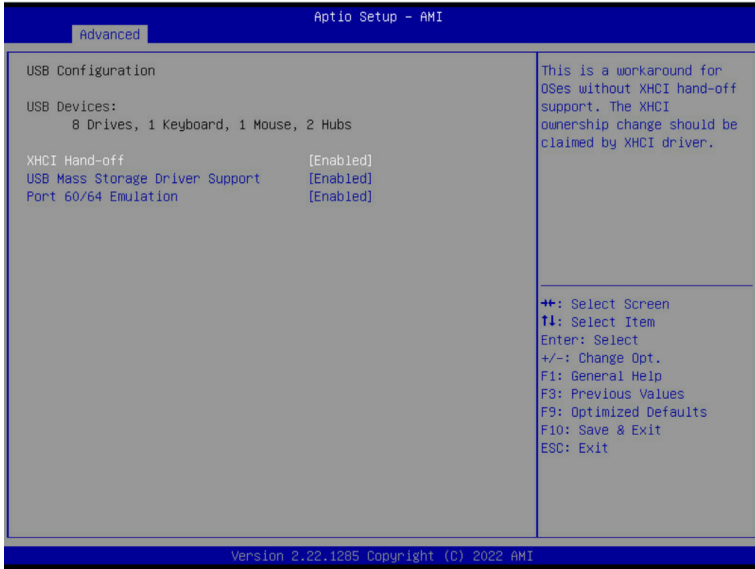 Aptio Setup – AMI
Advanced
USB Configuration
USB Devices:
8 Drives, 1 Keyboard, 1 Mouse, 2 Hubs
XHCI Hand-off [Enabled]
USB Mass Storage Driver Support [Enabled]
Port 60/64 Emulation [Enabled]
This is a workaround for
OSes without XHCI hand-off
support. The XHCI
ownership change should be
claimed by XHCI driver.
→←: Select Screen
↑↓: Select Item
Enter: Select
+/-: Change Opt.
F1: General Help
F3: Previous Values
F9: Optimized Defaults
F10: Save & Exit
ESC: Exit
Version 2.22.1285 Copyright (C) 2022 AMI